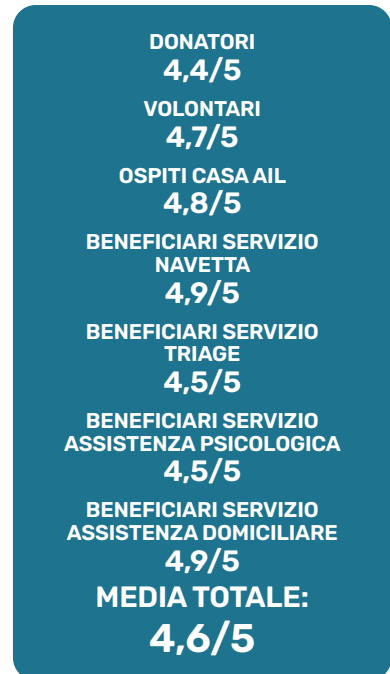 DONATORI
4,4/5
VOLONTARI
4,7/5
OSPITI CASA AIL
4,8/5
BENEFICIARI SERVIZIO
NAVETTA
4,9/5
BENEFICIARI SERVIZIO
TRIAGE
4,5/5
BENEFICIARI SERVIZIO
ASSISTENZA PSICOLOGICA
4,5/5
BENEFICIARI SERVIZIO
ASSISTENZA DOMICILIARE
4,9/5
MEDIA TOTALE:
4,6/5